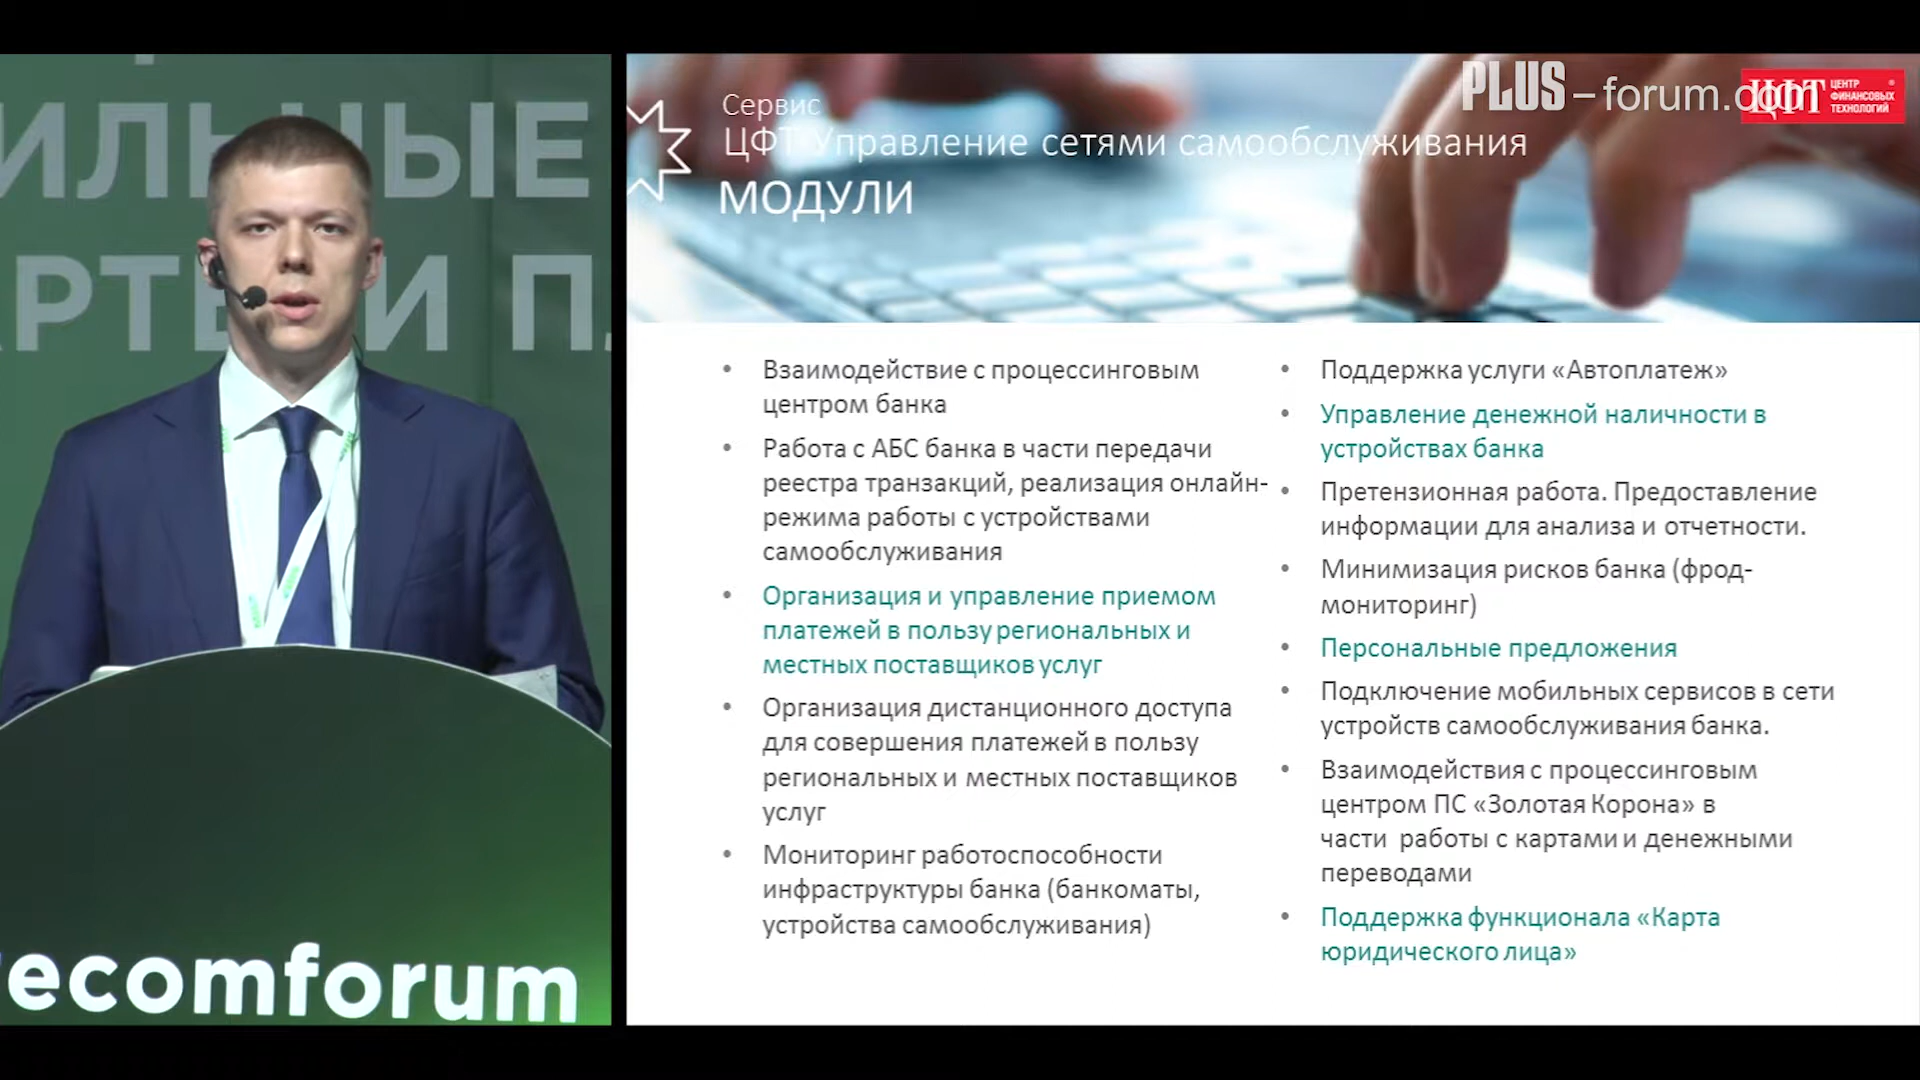 ИЛЬНЫЕ
АРТЕ И П
ecomforum
PLUS – forum.com
ЦФТ ЦЕНТР
ФИНАНСОВЫХ
ТЕХНОЛОГИЙ
Сервис
ЦФТ-Управление сетями самообслуживания
МОДУЛИ
• Взаимодействие с процессинговым
центром банка
• Работа с АБС банка в части передачи
реестра транзакций, реализация онлайн-
режима работы с устройствами
самообслуживания
• Организация и управление приемом
платежей в пользу региональных и
местных поставщиков услуг
• Организация дистанционного доступа
для совершения платежей в пользу
региональных и местных поставщиков
услуг
• Мониторинг работоспособности
инфраструктуры банка (банкоматы,
устройства самообслуживания)
• Поддержка услуги «Автоплатеж»
• Управление денежной наличности в
устройствах банка
• Претензионная работа. Предоставление
информации для анализа и отчетности.
• Минимизация рисков банка (фрод-
мониторинг)
• Персональные предложения
• Подключение мобильных сервисов в сети
устройств самообслуживания банка.
• Взаимодействия с процессинговым
центром ПС «Золотая Корона» в
части работы с картами и денежными
переводами
• Поддержка функционала «Карта
юридического лица»